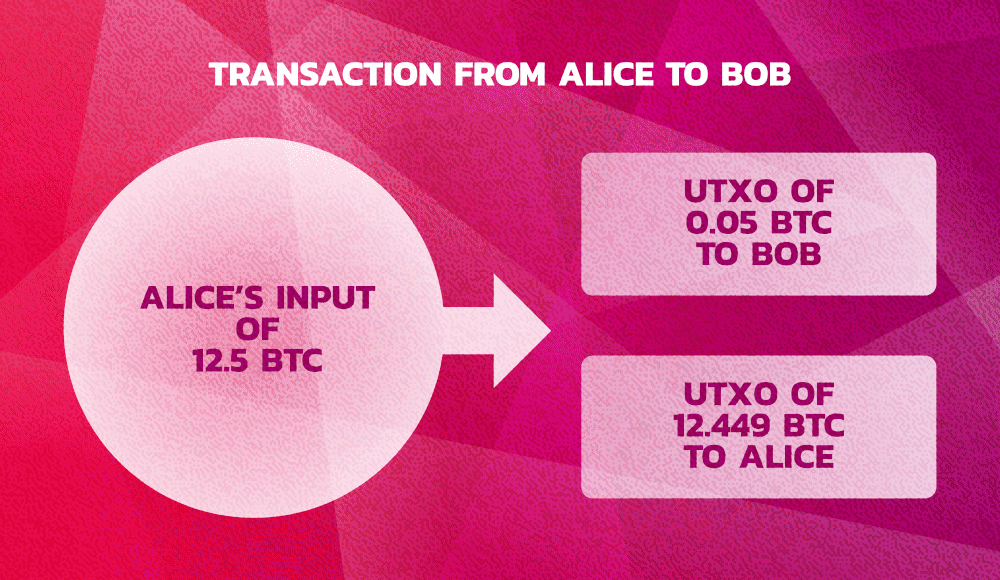 TRANSACTION FROM ALICE TO BOB
ALICE’S INPUT
OF
12.5 BTC
UTXO OF
0.05 BTC
TO BOB
UTXO OF
12.449 BTC
TO ALICE